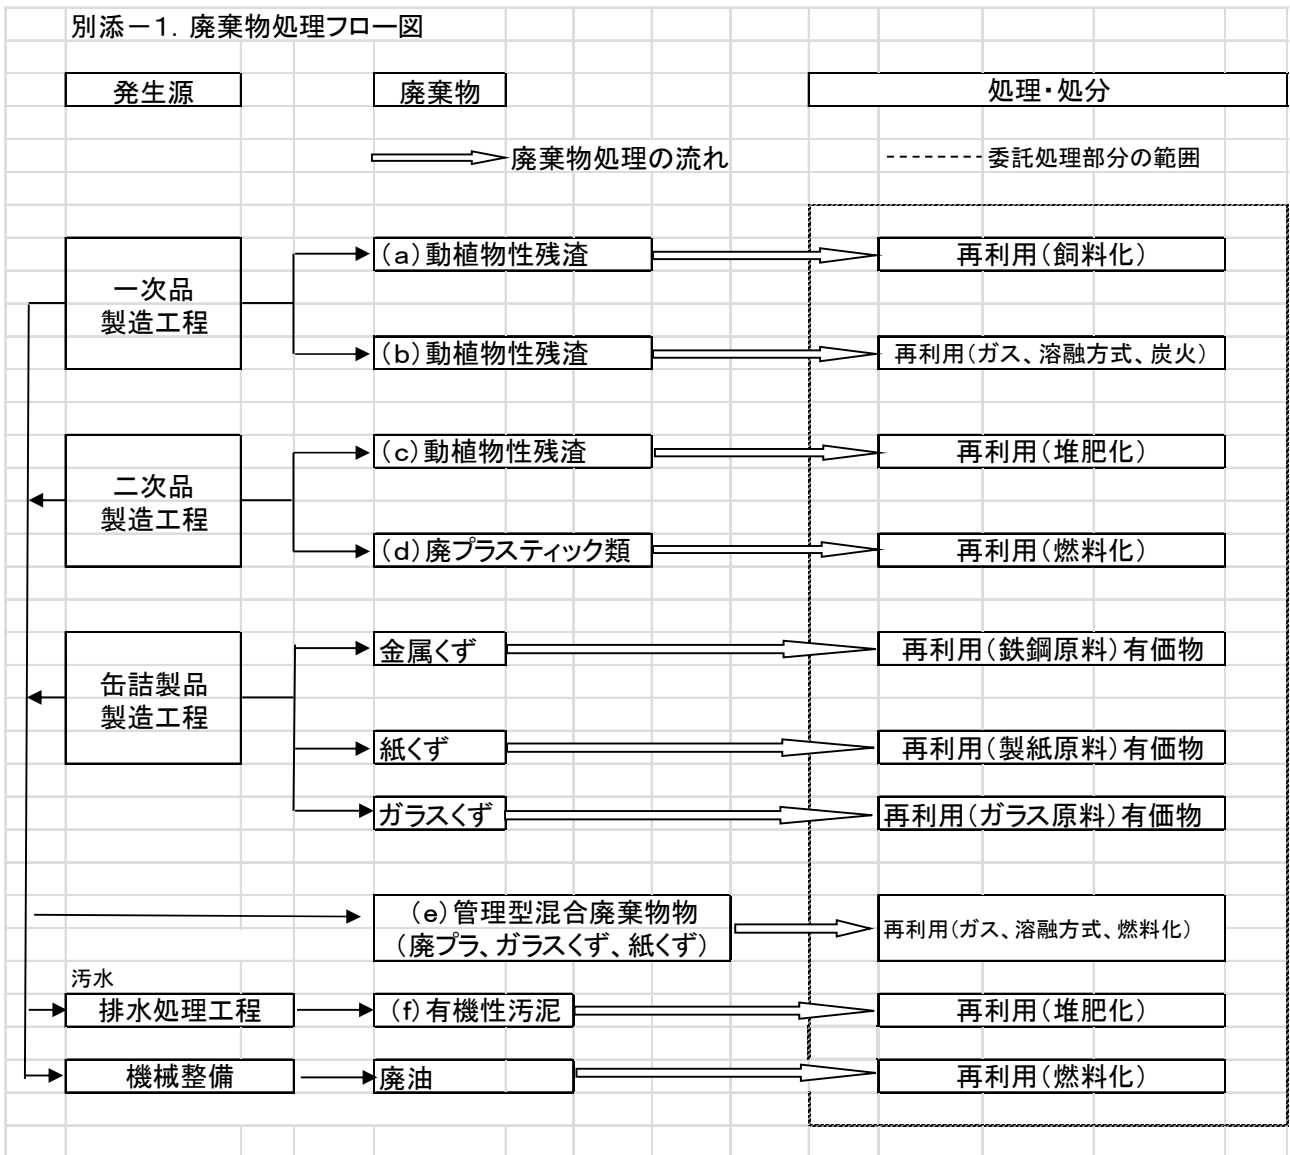 別添－1．廃棄物処理フロー図
発生源
廃棄物
処理・処分
廃棄物処理の流れ
委託処理部分の範囲
一次品
製造工程
(a)動植物性残渣
再利用(飼料化)
(b)動植物性残渣
再利用(ガス、溶融方式、炭火)
二次品
製造工程
(c)動植物性残渣
再利用(堆肥化)
(d)廃プラスティック類
再利用(燃料化)
缶詰製品
製造工程
金属くず
再利用(鉄鋼原料)有価物
紙くず
再利用(製紙原料)有価物
ガラスくず
再利用(ガラス原料)有価物
(e)管理型混合廃棄物物
(廃プラ、ガラスくず、紙くず)
再利用(ガス、溶融方式、燃料化)
汚水
排水処理工程
(f)有機性汚泥
再利用(堆肥化)
機械整備
廃油
再利用(燃料化)